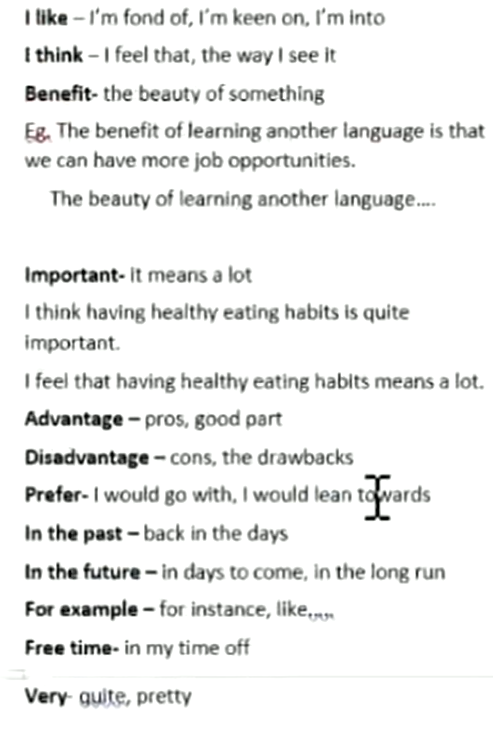 I like – I'm fond of, I'm keen on, I'm into
I think – I feel that, the way I see it
Benefit- the beauty of something
Eg. The benefit of learning another language is that
we can have more job opportunities.
The beauty of learning another language....
Important- it means a lot
I think having healthy eating habits is quite
important.
I feel that having healthy eating habits means a lot.
Advantage – pros, good part
Disadvantage – cons, the drawbacks
Prefer- I would go with, I would lean towards
In the past – back in the days
In the future – in days to come, in the long run
For example – for instance, like,,,,,
Free time- in my time off
Very- quite, pretty